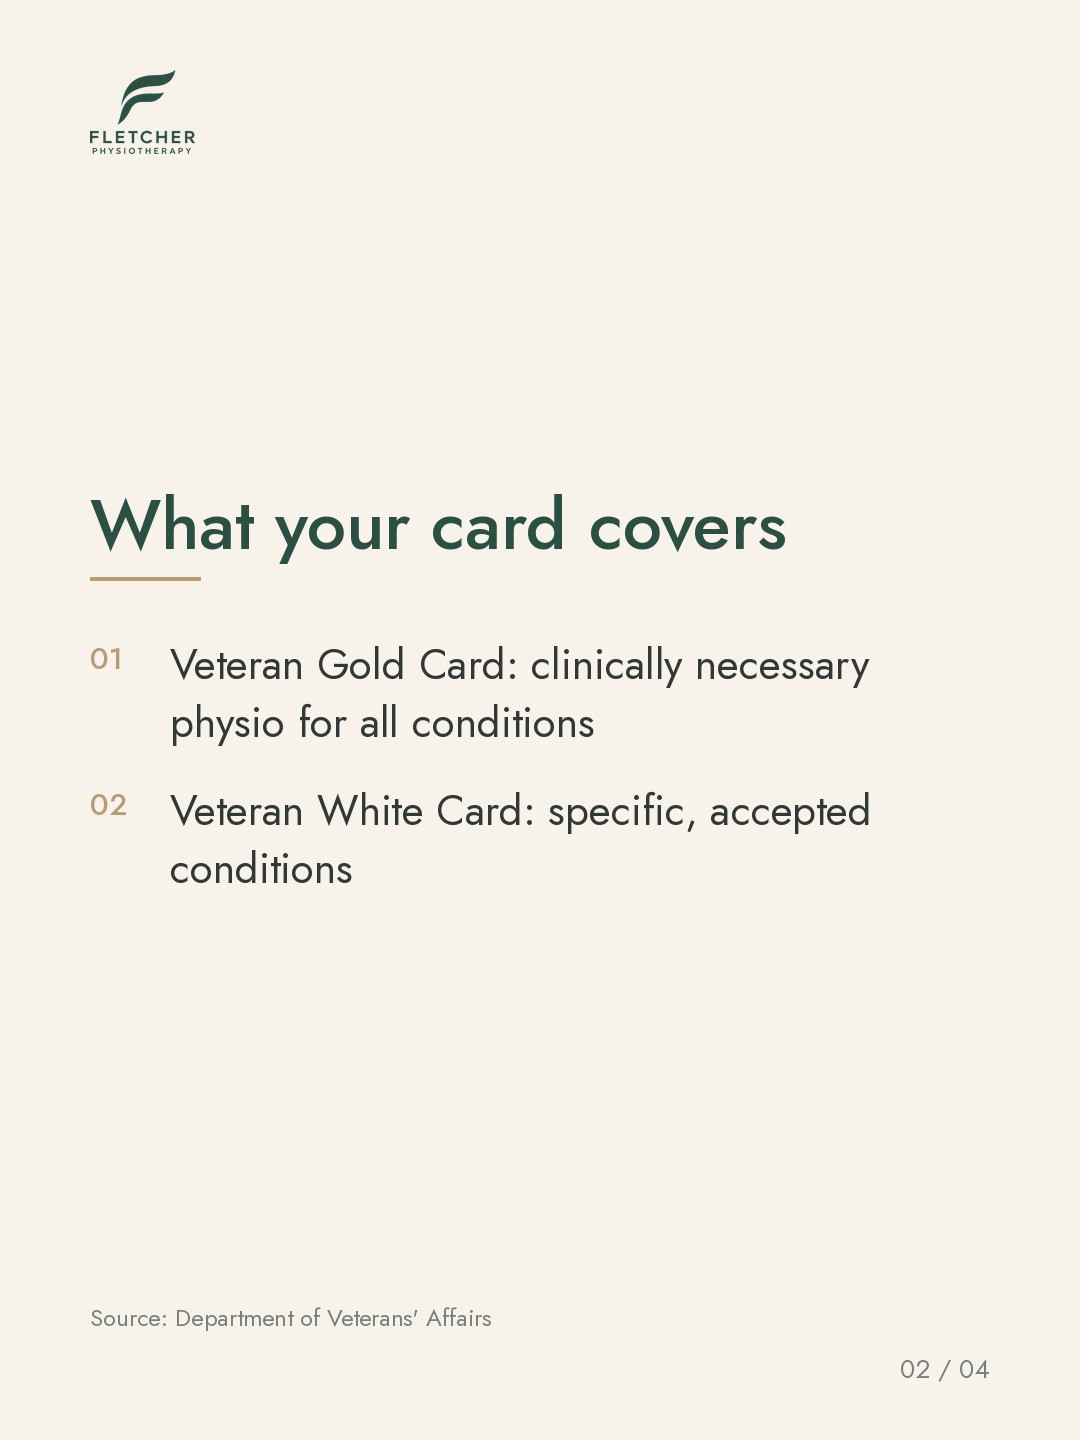 FLETCHER
PHYSIOTHERAPY
What your card covers
01 Veteran Gold Card: clinically necessary
physio for all conditions
02 Veteran White Card: specific, accepted
conditions
Source: Department of Veterans' Affairs
02 / 04